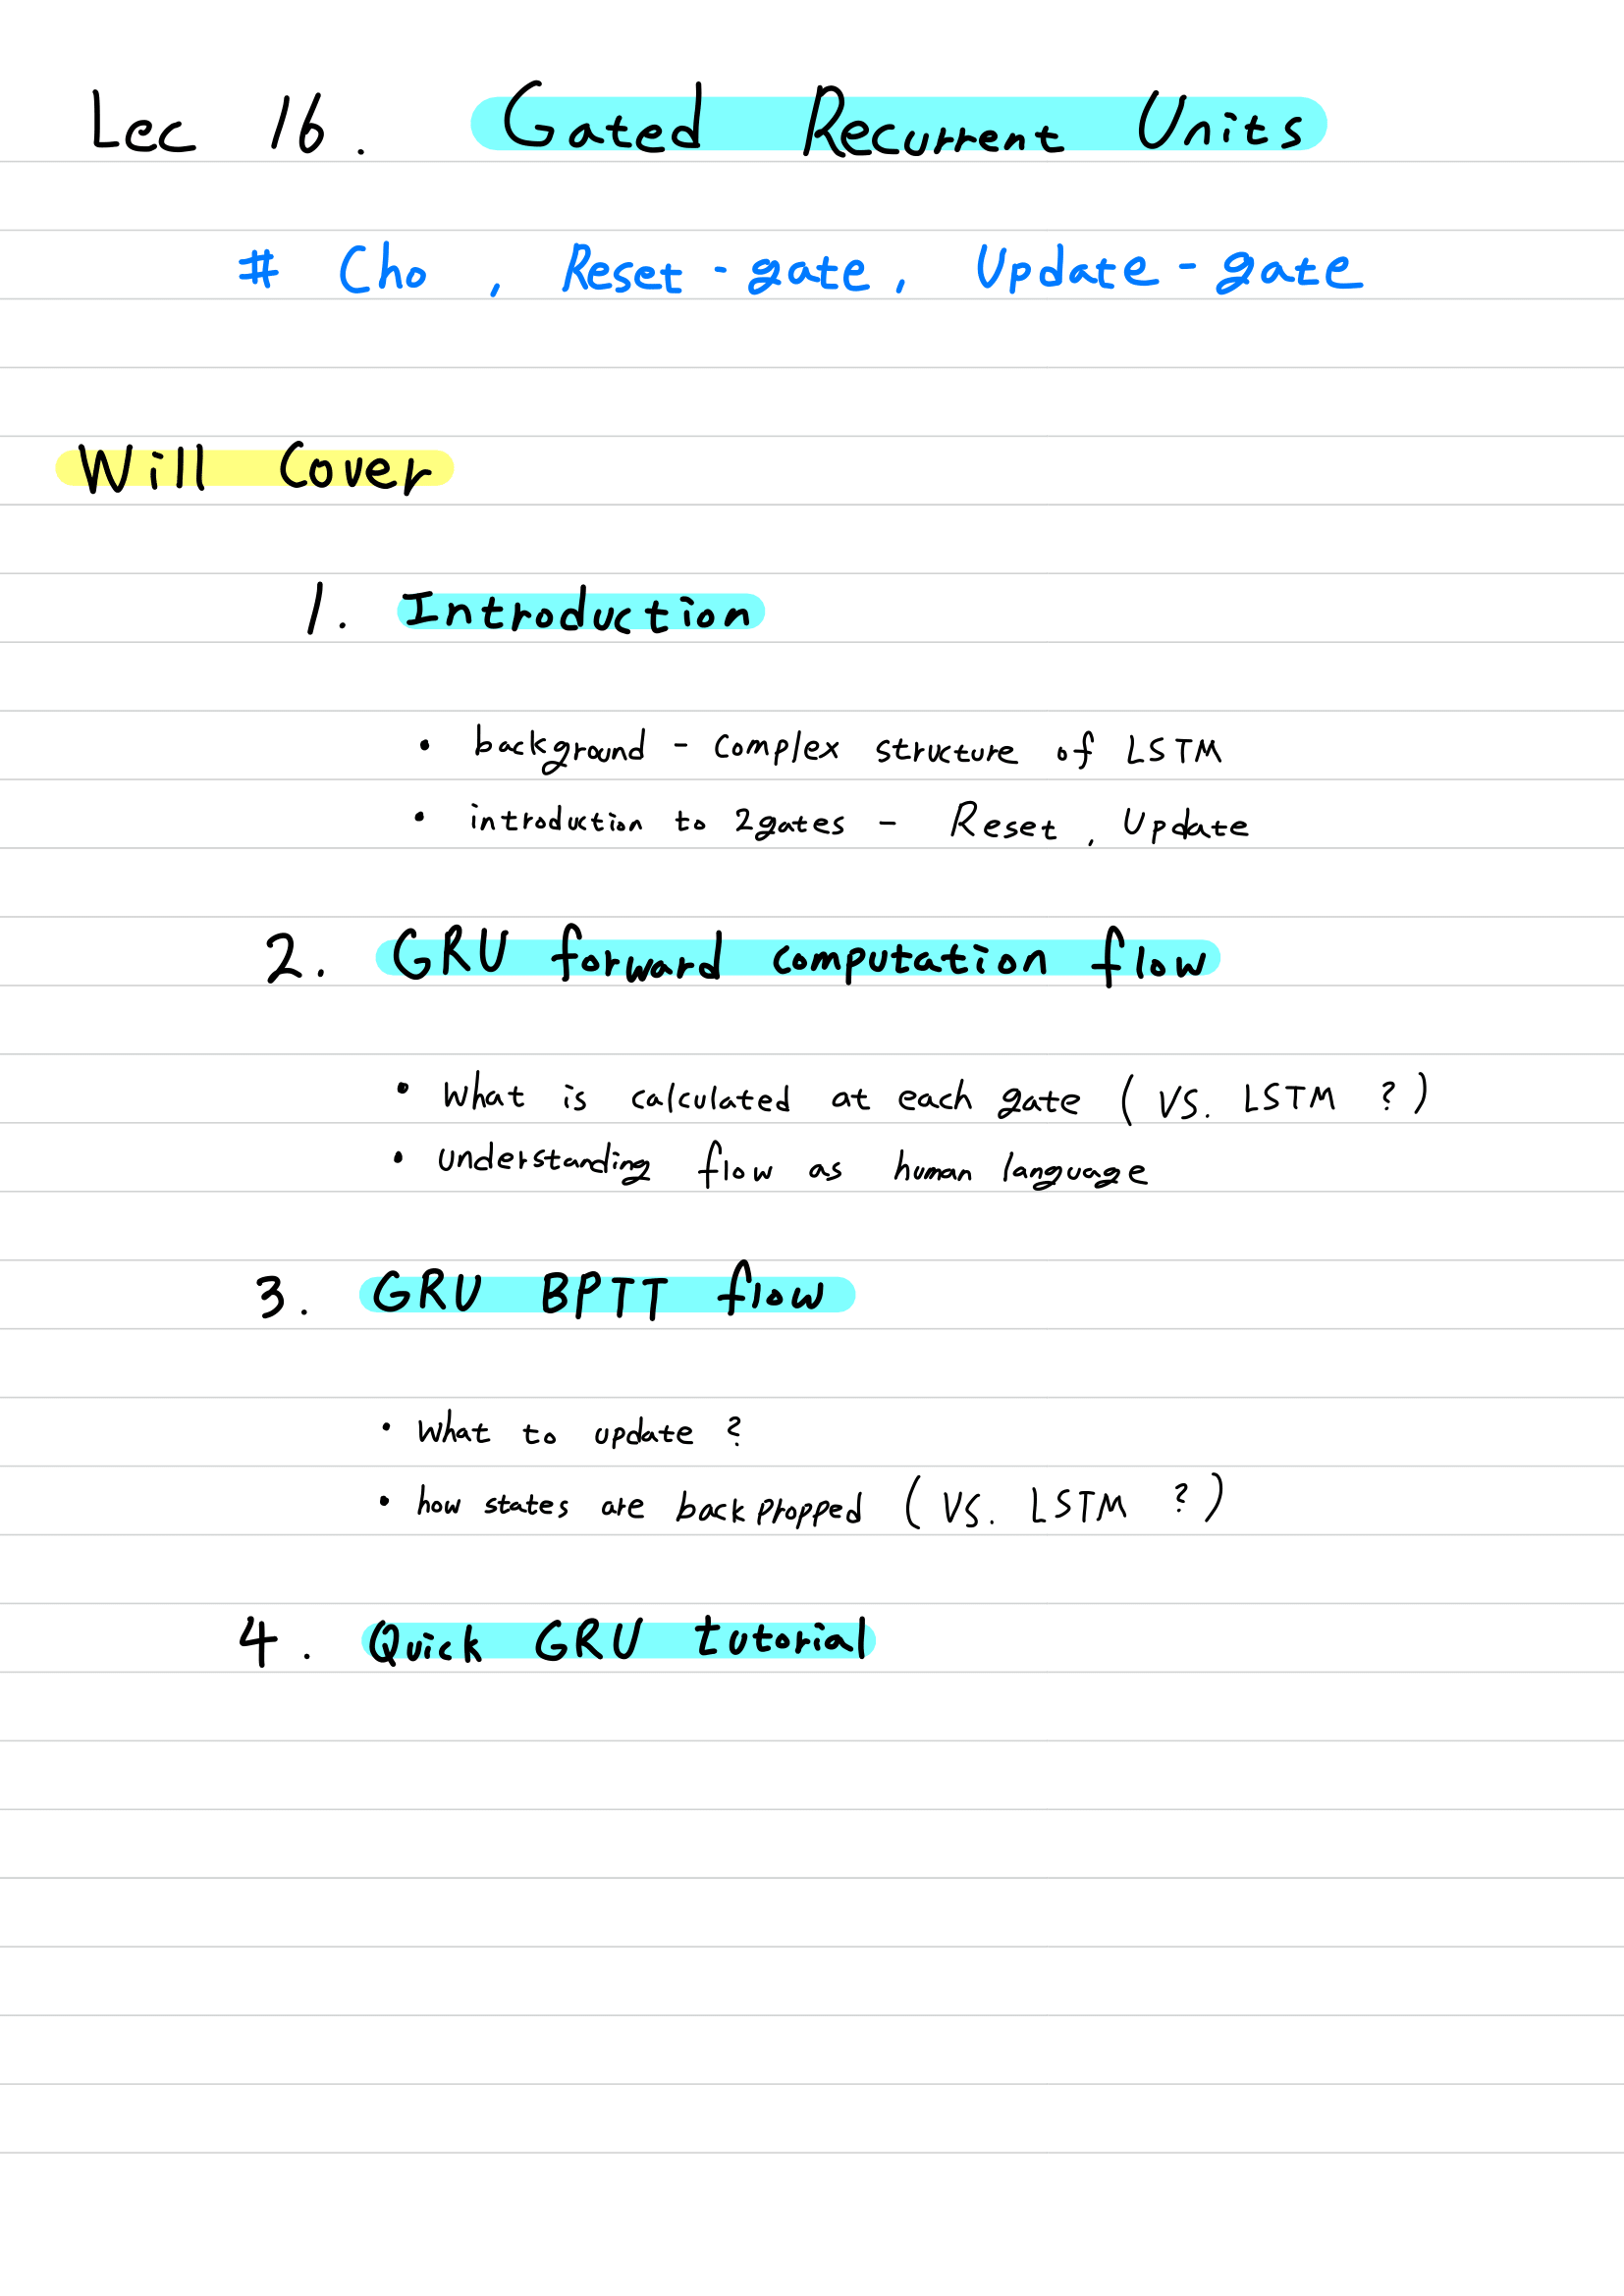 Lec 16. Gated Recurrent Units
# Cho, Reset-gate, Update-gate
Will Cover
1. Introduction
• background - complex structure of LSTM
• introduction to 2gates - Reset, Update
2. GRU forward computation flow
• What is calculated at each gate (VS. LSTM ?)
• understanding flow as human language
3. GRU BPTT flow
• What to update ?
• how states are backpropped (VS. LSTM ?)
4. Quick GRU tutorial